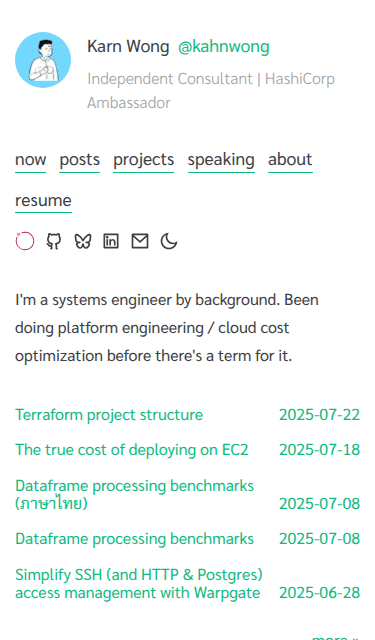 Karn Wong @kahnwong
Independent Consultant | HashiCorp
Ambassador
now posts projects speaking about
resume
I'm a systems engineer by background. Been
doing platform engineering / cloud cost
optimization before there's a term for it.
Terraform project structure 2025-07-22
The true cost of deploying on EC2 2025-07-18
Dataframe processing benchmarks
(ภาษาไทย) 2025-07-08
Dataframe processing benchmarks 2025-07-08
Simplify SSH (and HTTP & Postgres)
access management with Warpgate 2025-06-28